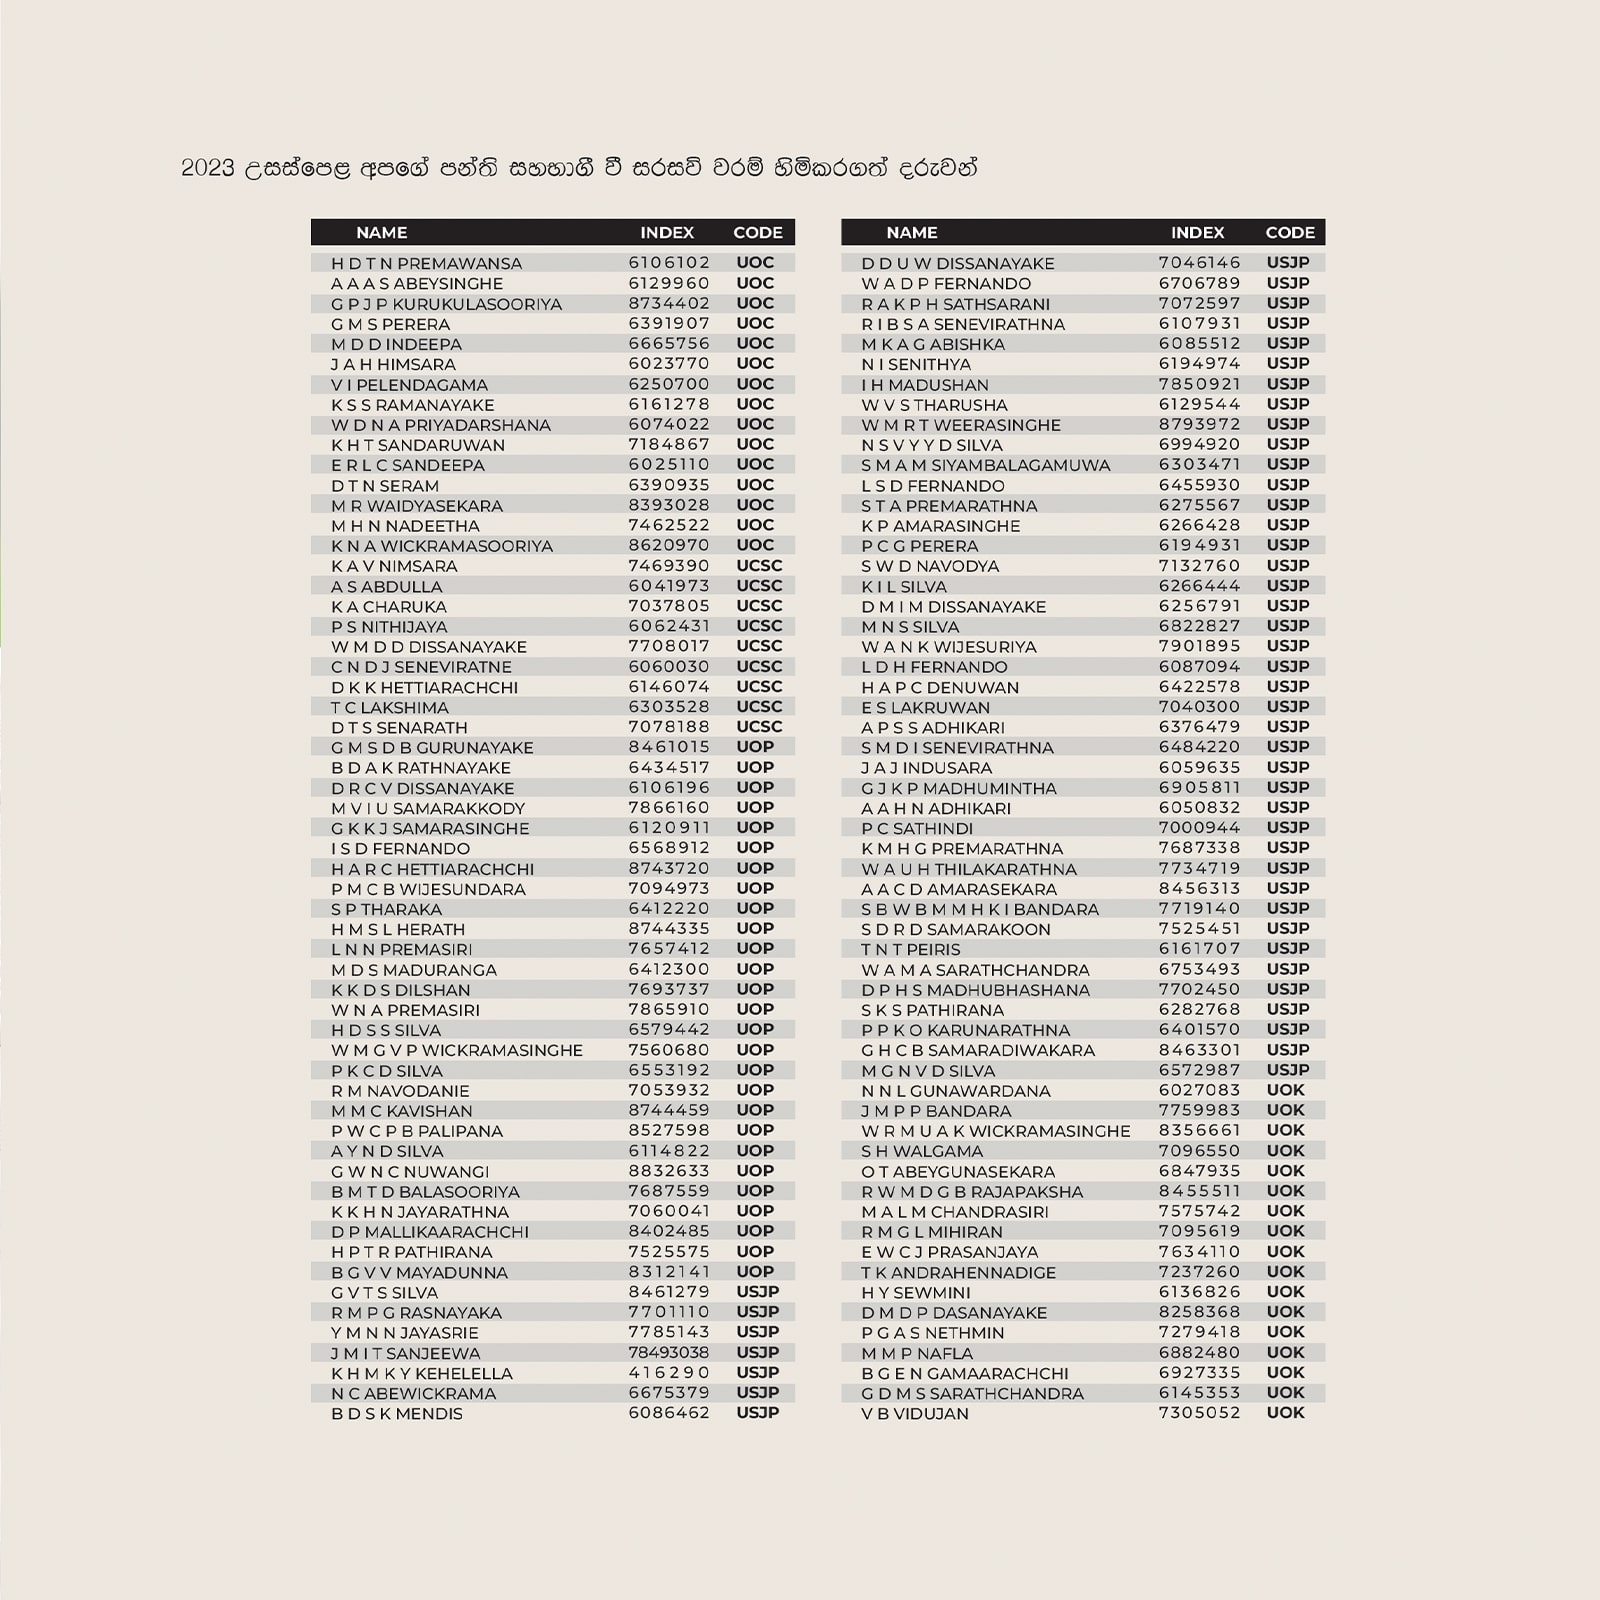 2023 උසස්පෙළ අපගේ පන්ති සහභාගී වී සරසවි වරම් හිමිකරගත් දරුවන්
NAME INDEX CODE
H D T N PREMAWANSA 6106102 UOC
A A A S ABEYSINGHE 6129960 UOC
G P J P KURUKULASOORIYA 8734402 UOC
G M S PERERA 6391907 UOC
M D D INDEEPA 6665756 UOC
J A H HIMSARA 6023770 UOC
V I PELENDAGAMA 6250700 UOC
K S S RAMANAYAKE 6161278 UOC
W D N A PRIYADARSHANA 6074022 UOC
K H T SANDARUWAN 7184867 UOC
E R L C SANDEEPA 6025110 UOC
D T N SERAM 6390935 UOC
M R WAIDYASEKARA 8393028 UOC
M H N NADEETHA 7462522 UOC
K N A WICKRAMASOORIYA 8620970 UOC
K A V NIMSARA 7469390 UCSC
A S ABDULLA 6041973 UCSC
K A CHARUKA 7037805 UCSC
P S NITHIJAYA 6062431 UCSC
W M D D DISSANAYAKE 7708017 UCSC
C N D J SENEVIRATNE 6060030 UCSC
D K K HETTIARACHCHI 6146074 UCSC
T C LAKSHIMA 6303528 UCSC
D T S SENARATH 7078188 UCSC
G M S D B GURUNAYAKE 8461015 UOP
B D A K RATHNAYAKE 6434517 UOP
D R C V DISSANAYAKE 6106196 UOP
M V I U SAMARAKKODY 7866160 UOP
G K K J SAMARASINGHE 6120911 UOP
I S D FERNANDO 6568912 UOP
H A R C HETTIARACHCHI 8743720 UOP
P M C B WIJESUNDARA 7094973 UOP
S P THARAKA 6412220 UOP
H M S L HERATH 8744335 UOP
L N N PREMASIRI 7657412 UOP
M D S MADURANGA 6412300 UOP
K K D S DILSHAN 7693737 UOP
W N A PREMASIRI 7865910 UOP
H D S S SILVA 6579442 UOP
W M G V P WICKRAMASINGHE 7560680 UOP
P K C D SILVA 6553192 UOP
R M NAVODANIE 7053932 UOP
M M C KAVISHAN 8744459 UOP
P W C P B PALIPANA 8527598 UOP
A Y N D SILVA 6114822 UOP
G W N C NUWANGI 8832633 UOP
B M T D BALASOORIYA 7687559 UOP
K K H N JAYARATHNA 7060041 UOP
D P MALLIKAARACHCHI 8402485 UOP
H P T R PATHIRANA 7525575 UOP
B G V V MAYADUNNA 8312141 UOP
G V T S SILVA 8461279 USJP
R M P G RASNAYAKA 7701110 USJP
Y M N N JAYASRIE 7785143 USJP
J M I T SANJEEWA 78493038 USJP
K H M K Y KEHELELLA 416290 USJP
N C ABEWICKRAMA 6675379 USJP
B D S K MENDIS 6086462 USJP
NAME INDEX CODE
D D U W DISSANAYAKE 7046146 USJP
W A D P FERNANDO 6706789 USJP
R A K P H SATHSARANI 7072597 USJP
R I B S A SENEVIRATHNA 6107931 USJP
M K A G ABISHKA 6085512 USJP
N I SENITHYA 6194974 USJP
I H MADUSHAN 7850921 USJP
W V S THARUSHA 6129544 USJP
W M R T WEERASINGHE 8793972 USJP
N S V Y Y D SILVA 6994920 USJP
S M A M SIYAMBALAGAMUWA 6303471 USJP
L S D FERNANDO 6455930 USJP
S T A PREMARATHNA 6275567 USJP
K P AMARASINGHE 6266428 USJP
P C G PERERA 6194931 USJP
S W D NAVODYA 7132760 USJP
K I L SILVA 6266444 USJP
D M I M DISSANAYAKE 6256791 USJP
M N S SILVA 6822827 USJP
W A N K WIJESURIYA 7901895 USJP
L D H FERNANDO 6087094 USJP
H A P C DENUWAN 6422578 USJP
E S LAKRUWAN 7040300 USJP
A P S S ADHIKARI 6376479 USJP
S M D I SENEVIRATHNA 6484220 USJP
J A J INDUSARA 6059635 USJP
G J K P MADHUMINTHA 6905811 USJP
A A H N ADHIKARI 6050832 USJP
P C SATHINDI 7000944 USJP
K M H G PREMARATHNA 7687338 USJP
W A U H THILAKARATHNA 7734719 USJP
A A C D AMARASEKARA 8456313 USJP
S B W B M M H K I BANDARA 7719140 USJP
S D R D SAMARAKOON 7525451 USJP
T N T PEIRIS 6161707 USJP
W A M A SARATHCHANDRA 6753493 USJP
D P H S MADHUBHASHANA 7702450 USJP
S K S PATHIRANA 6282768 USJP
P P K O KARUNARATHNA 6401570 USJP
G H C B SAMARADIWAKARA 8463301 USJP
M G N V D SILVA 6572987 USJP
N N L GUNAWARDANA 6027083 UOK
J M P P BANDARA 7759983 UOK
W R M U A K WICKRAMASINGHE 8356661 UOK
S H WALGAMA 7096550 UOK
O T ABEYGUNASEKARA 6847935 UOK
R W M D G B RAJAPAKSHA 8455511 UOK
M A L M CHANDRASIRI 7575742 UOK
R M G L MIHIRAN 7095619 UOK
E W C J PRASANJAYA 7634110 UOK
T K ANDRAHENNADIGE 7237260 UOK
H Y SEWMINI 6136826 UOK
D M D P DASANAYAKE 8258368 UOK
P G A S NETHMIN 7279418 UOK
M M P NAFLA 6882480 UOK
B G E N GAMAARACHCHI 6927335 UOK
G D M S SARATHCHANDRA 6145353 UOK
V B VIDUJAN 7305052 UOK